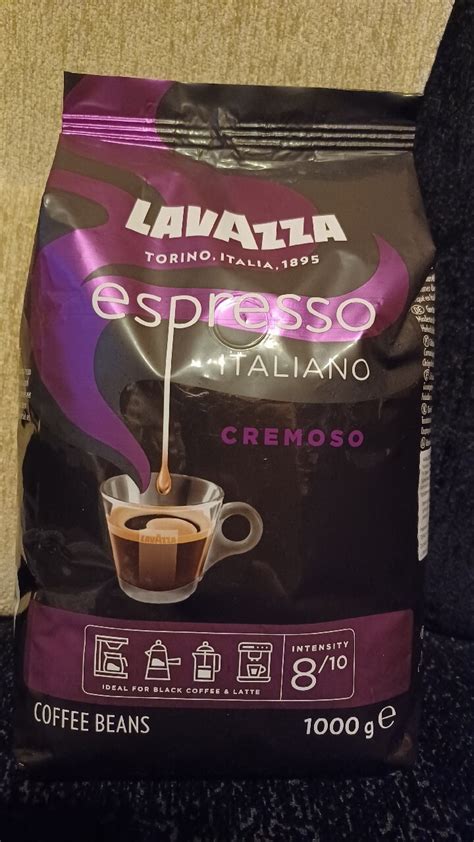 LAVAZZA
TORINO, ITALIA, 1895
espresso
ITALIANO
CREMOSO
LAVAZZA
INTENSITY
8/10
IDEAL FOR BLACK COFFEE & LATTE
COFFEE BEANS
1000 g e